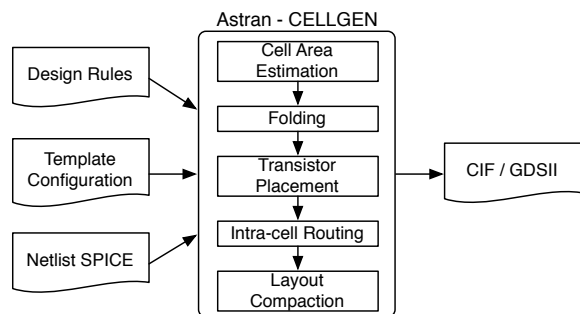 Astran - CELLGEN
Cell Area
Estimation
Design Rules
Folding
Template
Configuration
Transistor
Placement
CIF / GDSII
Intra-cell Routing
Netlist SPICE
Layout
Compaction